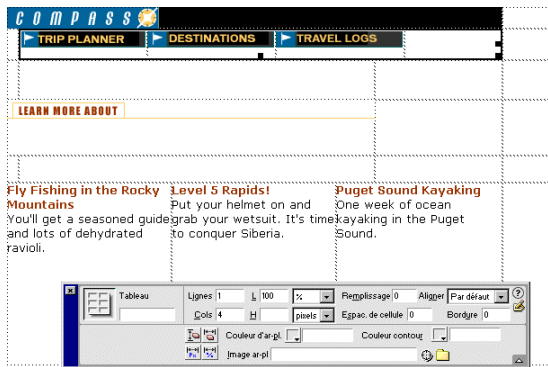 COMPASS
TRIP PLANNER DESTINATIONS TRAVEL LOGS
LEARN MORE ABOUT
Fly Fishing in the Rocky Mountains
You'll get a seasoned guide and lots of dehydrated ravioli.
Level 5 Rapids!
Put your helmet on and grab your wetsuit. It's time to conquer Siberia.
Puget Sound Kayaking
One week of ocean kayaking in the Puget Sound.
Tableau Lignes 1 L 100 % Remplissage 0 Aligner Par défaut
Cols 4 H pixels Espac. de cellule 0 Bordure 0
Couleur d'ar-pl. Couleur contour
Image ar-pl